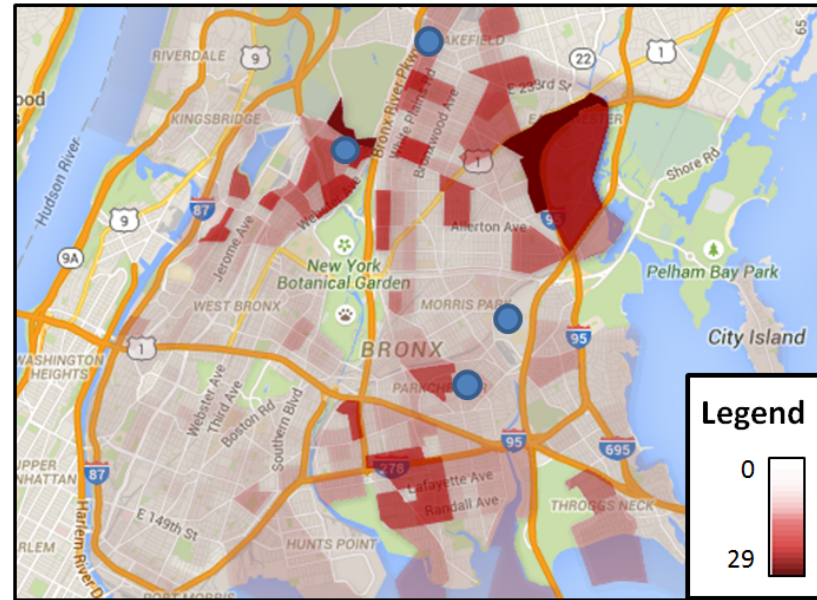 65
RIVERDALE
9
AKEFIELD
22
1
E 233rd St
ood
s
KINGSBRIDGE
Bronx River Pkwy
White Plains Rd
Bronxwood Ave
1
Hudson River
Shore Rd
9
87
Webster Ave
Jerome Ave
Allerton Ave
95
9A
New York
Botanical Garden
Pelham Bay Park
WEST BRONX
MORRIS PARK
City Island
1
BRONX
95
WASHINGTON
HEIGHTS
Webster Ave
Third Ave
Boston Rd
Southern Blvd
Legend
0
29
95
695
UPPER
NHATTAN
87
278
Lafayette Ave
Randall Ave
THROGGS NECK
E 149th St
HUNTS POINT
RLEM
Harlem River D
PORT MORRIS